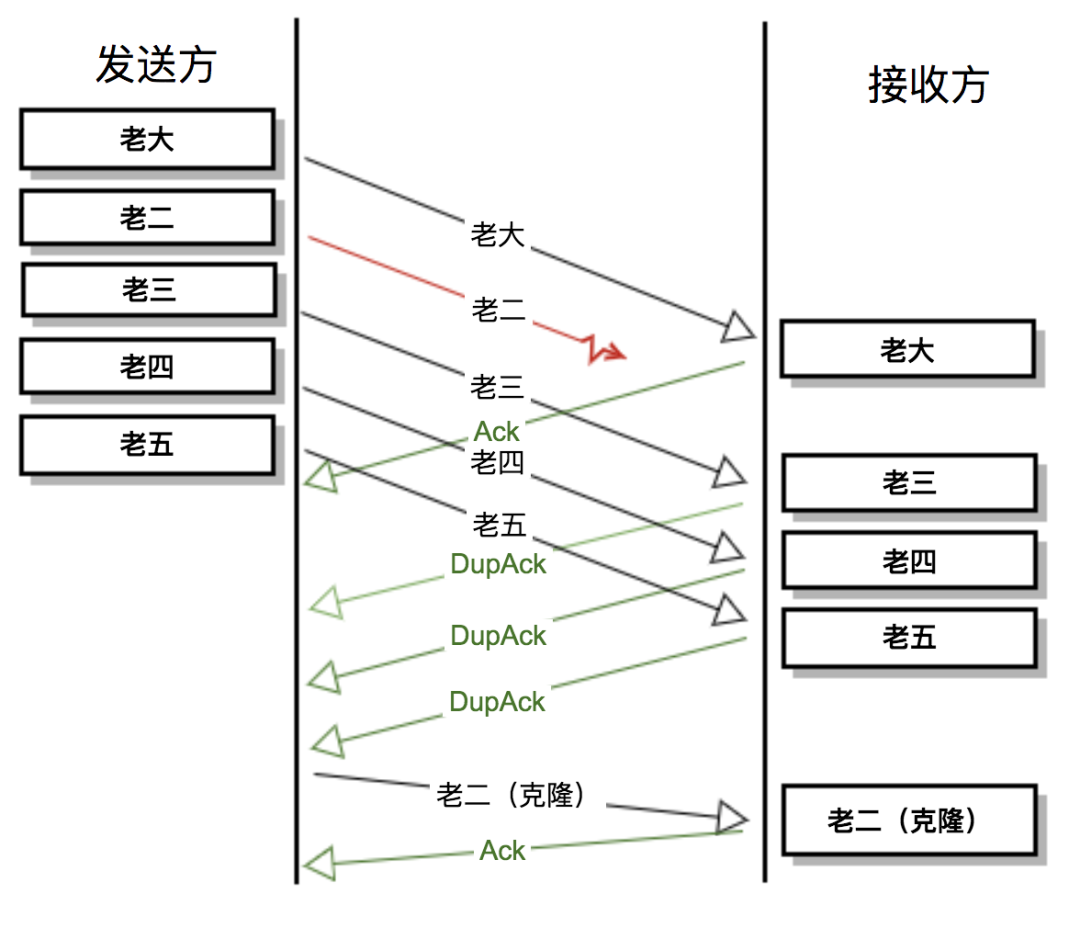 发送方
接收方
老大
老二
老三
老四
老五
老大
老二
老三
Ack
老四
老五
DupAck
DupAck
DupAck
老二（克隆）
Ack
老大
老三
老四
老五
老二（克隆）